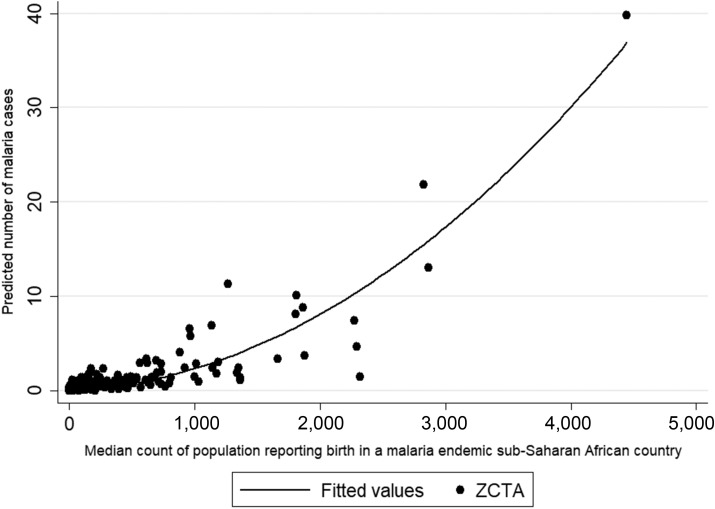 Predicted number of malaria cases
40
30
20
10
0
0 1,000 2,000 3,000 4,000 5,000
Median count of population reporting birth in a malaria endemic sub-Saharan African country
Fitted values ZCTA